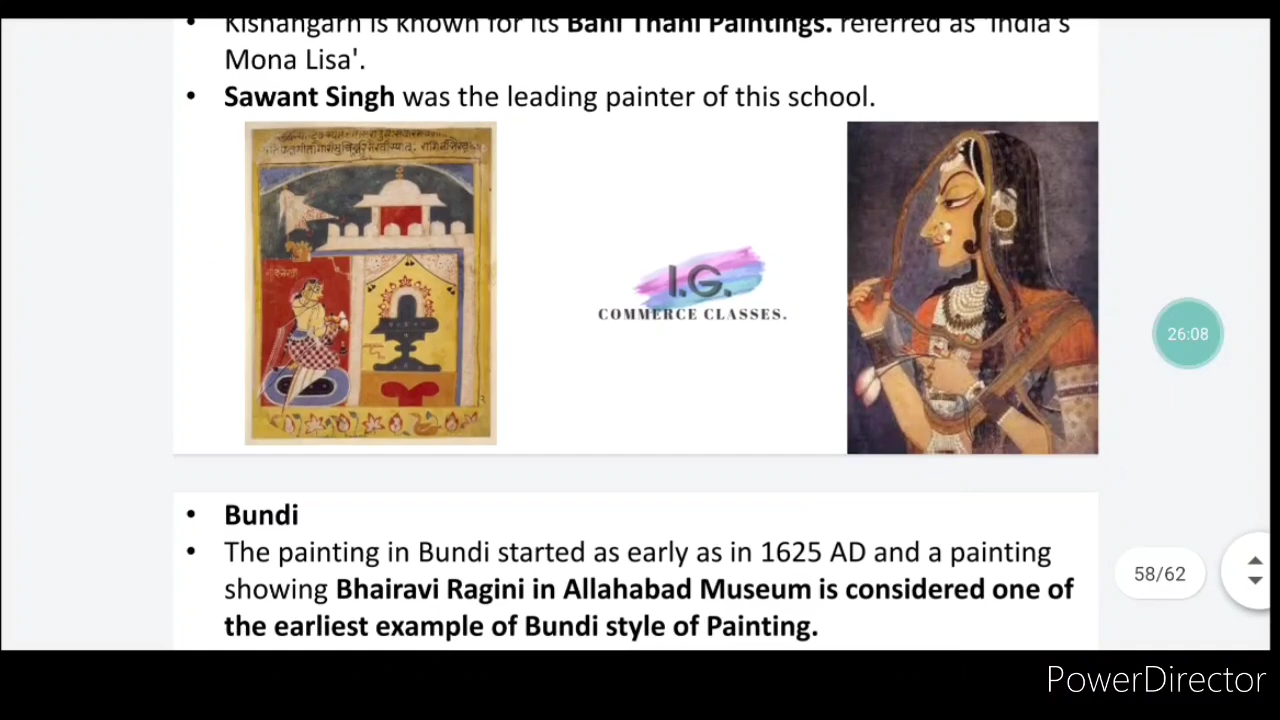 Kishangarh is known for its Bani Thani Paintings. referred as 'India's
Mona Lisa'.
• Sawant Singh was the leading painter of this school.
I.G.
COMMERCE CLASSES.
26:08
• Bundi
• The painting in Bundi started as early as in 1625 AD and a painting
showing Bhairavi Ragini in Allahabad Museum is considered one of
the earliest example of Bundi style of Painting.
58/62
PowerDirector